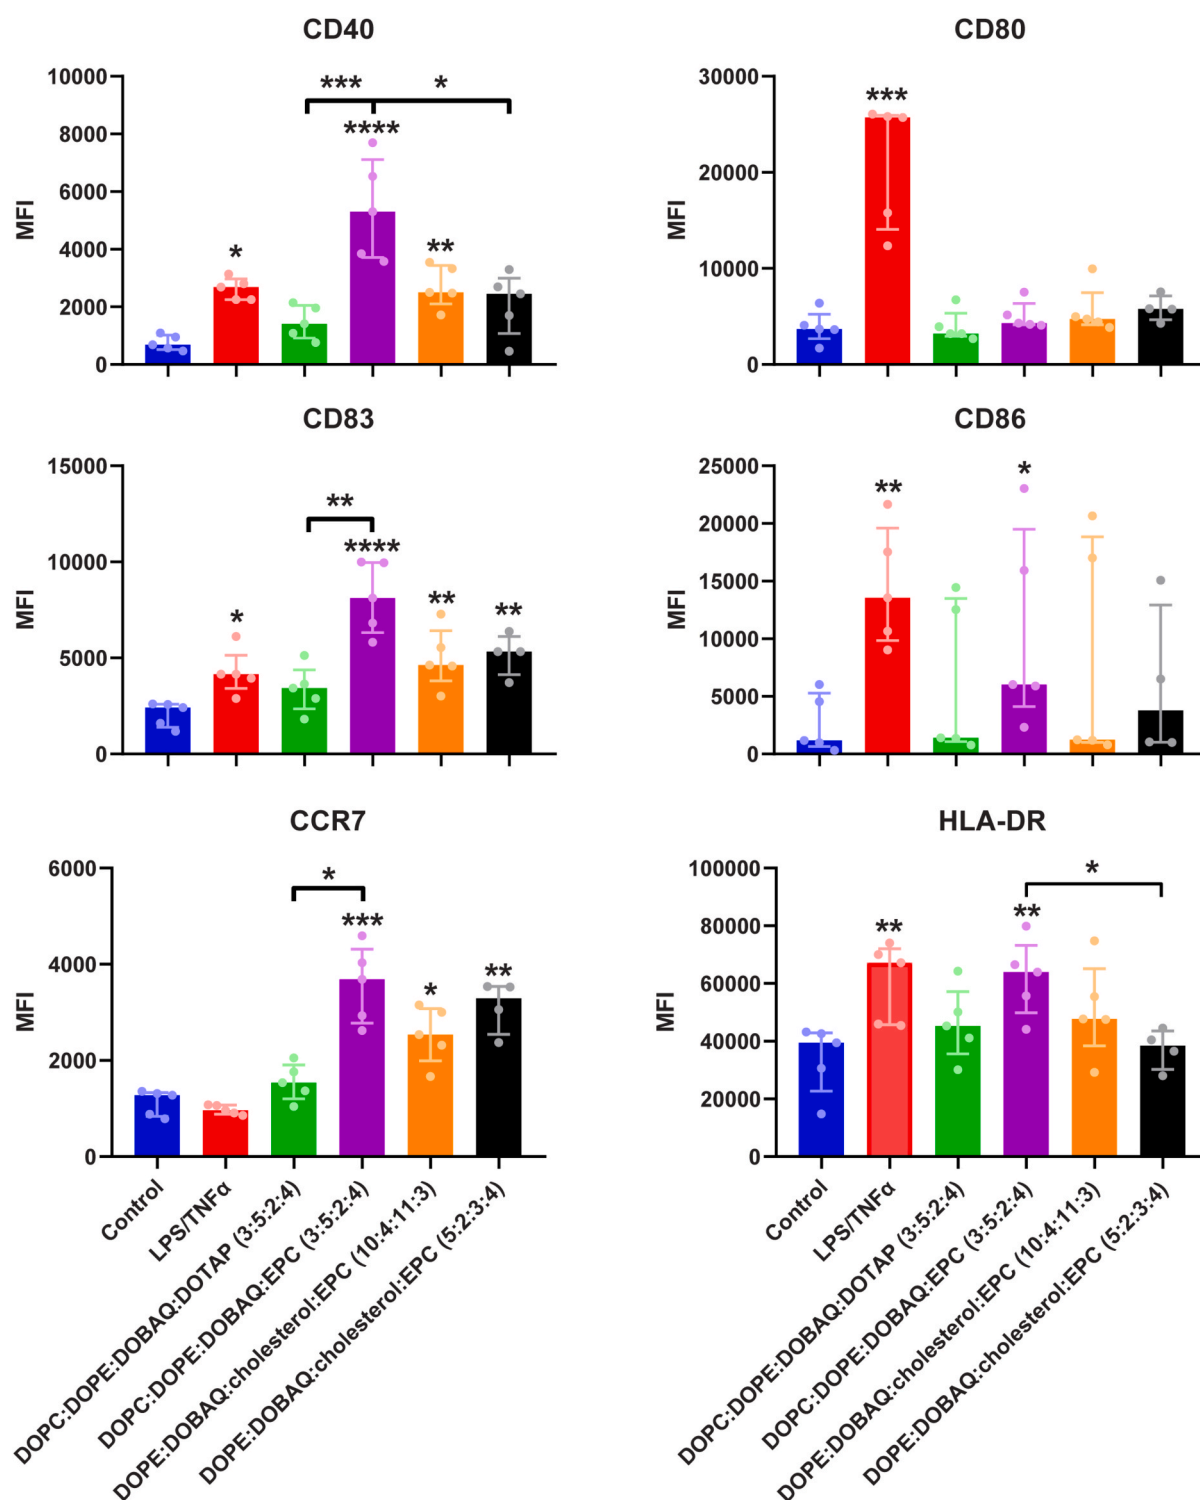 CD40
10000
8000
6000
4000
2000
0
MFI
*
***
****
*
**
CD80
30000
20000
10000
0
MFI
***
CD83
15000
10000
5000
0
MFI
*
**
****
**
**
CD86
25000
20000
15000
10000
5000
0
MFI
**
*
CCR7
6000
4000
2000
0
MFI
*
***
*
**
Control
LPS/TNFα
DOPC:DOPE:DOBAQ:DOTAP (3:5:2:4)
DOPC:DOPE:DOBAQ:EPC (3:5:2:4)
DOPE:DOBAQ:cholesterol:EPC (10:4:11:3)
DOPE:DOBAQ:cholesterol:EPC (5:2:3:4)
HLA-DR
100000
80000
60000
40000
20000
0
MFI
**
**
*
Control
LPS/TNFα
DOPC:DOPE:DOBAQ:DOTAP (3:5:2:4)
DOPC:DOPE:DOBAQ:EPC (3:5:2:4)
DOPE:DOBAQ:cholesterol:EPC (10:4:11:3)
DOPE:DOBAQ:cholesterol:EPC (5:2:3:4)